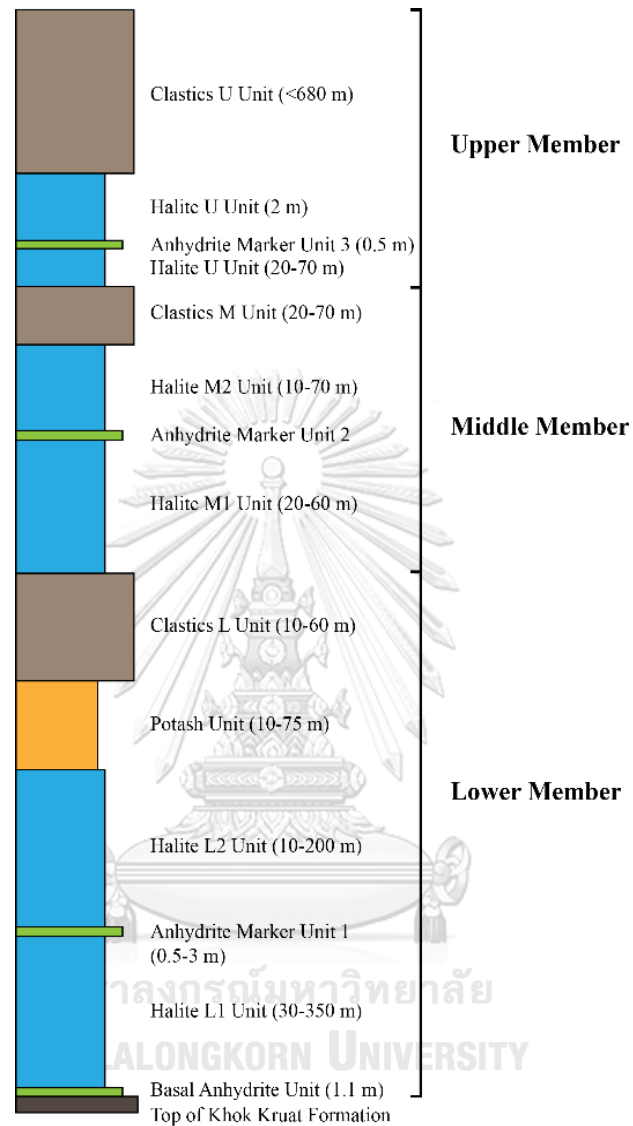 Clastics U Unit (<680 m)
Upper Member
Halite U Unit (2 m)
Anhydrite Marker Unit 3 (0.5 m)
Halite U Unit (20-70 m)
Clastics M Unit (20-70 m)
Halite M2 Unit (10-70 m)
Anhydrite Marker Unit 2
Middle Member
Halite M1 Unit (20-60 m)
Clastics L Unit (10-60 m)
Potash Unit (10-75 m)
Lower Member
Halite L2 Unit (10-200 m)
Anhydrite Marker Unit 1
(0.5-3 m)
าลงกรณ์มหาวิทยาลัย
Halite L1 Unit (30-350 m)
LALONGKORN UNIVERSITY
Basal Anhydrite Unit (1.1 m)
Top of Khok Kruat Formation